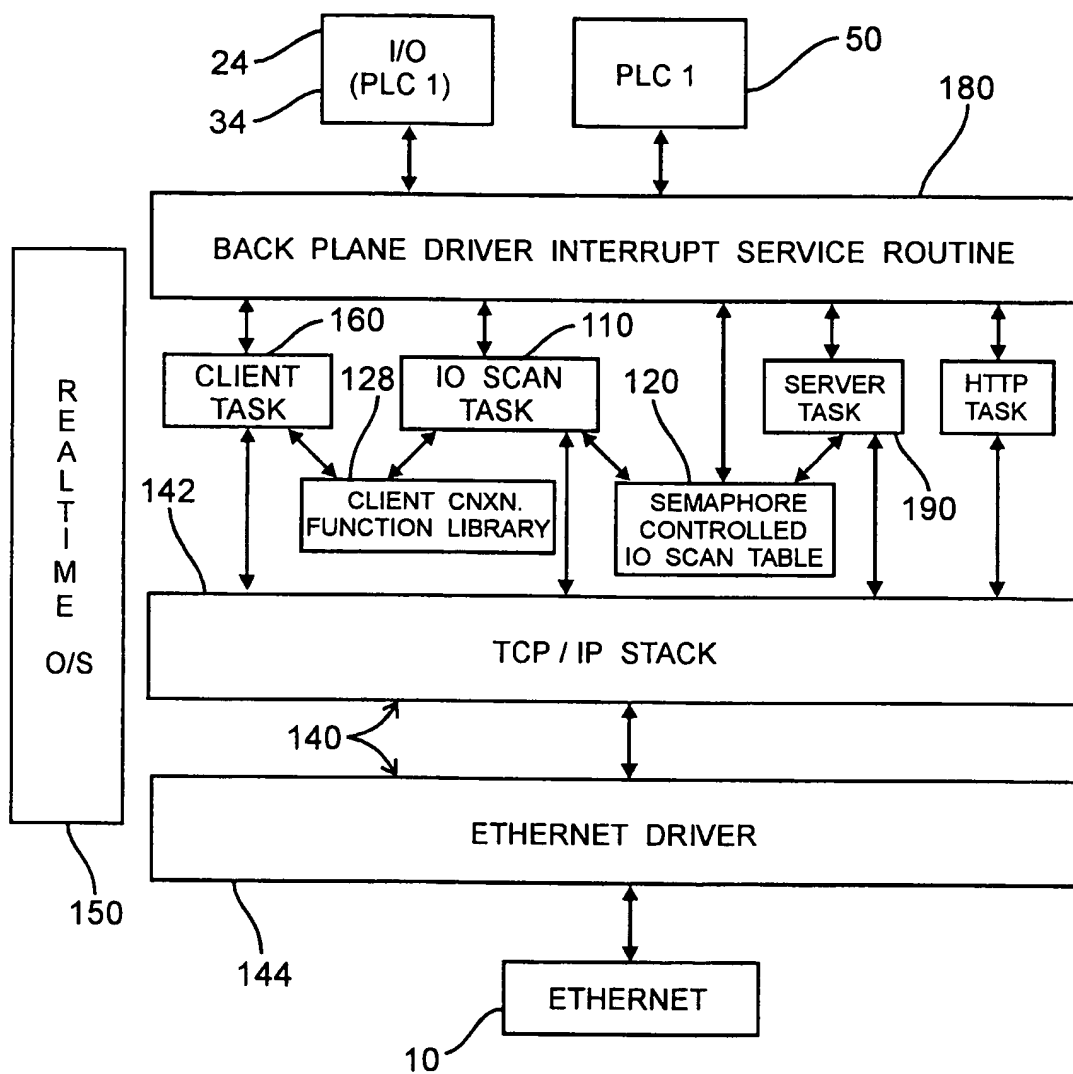 24
I/O
(PLC 1)
34
PLC 1
50
180
BACK PLANE DRIVER INTERRUPT SERVICE ROUTINE
REALTIME
O/S
160
110
CLIENT
TASK
128
IO SCAN
TASK
120
SERVER
TASK
HTTP
TASK
142
CLIENT CNXN.
FUNCTION LIBRARY
SEMAPHORE
CONTROLLED
IO SCAN TABLE
190
TCP / IP STACK
140
ETHERNET DRIVER
150
144
ETHERNET
10